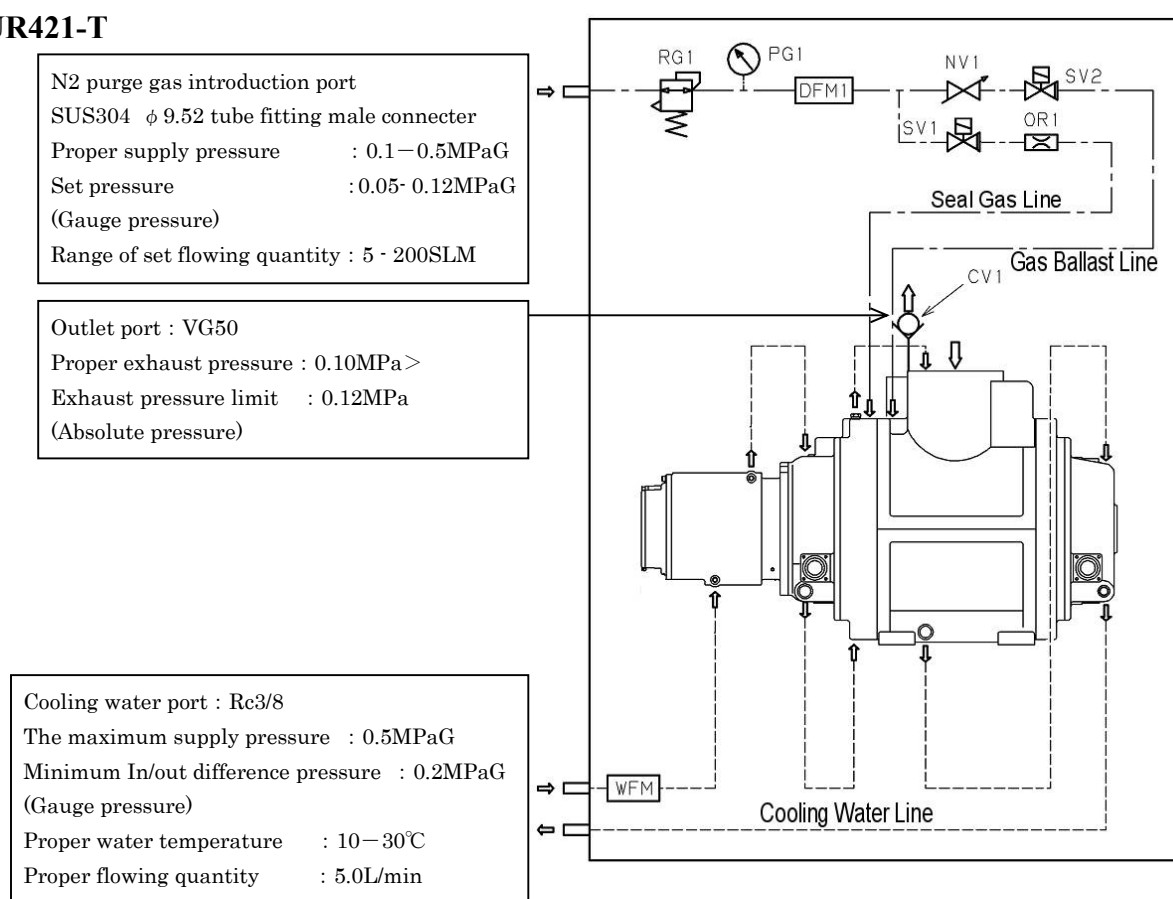 UR421-T
N2 purge gas introduction port
SUS304 φ 9.52 tube fitting male connecter
Proper supply pressure : 0.1－0.5MPaG
Set pressure : 0.05- 0.12MPaG
(Gauge pressure)
Range of set flowing quantity : 5 - 200SLM
Outlet port : VG50
Proper exhaust pressure : 0.10MPa＞
Exhaust pressure limit : 0.12MPa
(Absolute pressure)
Cooling water port : Rc3/8
The maximum supply pressure : 0.5MPaG
Minimum In/out difference pressure : 0.2MPaG
(Gauge pressure)
Proper water temperature : 10－30℃
Proper flowing quantity : 5.0L/min
RG1
PG1
DFM1
NV1
SV2
SV1
OR1
Seal Gas Line
Gas Ballast Line
CV1
WFM
Cooling Water Line